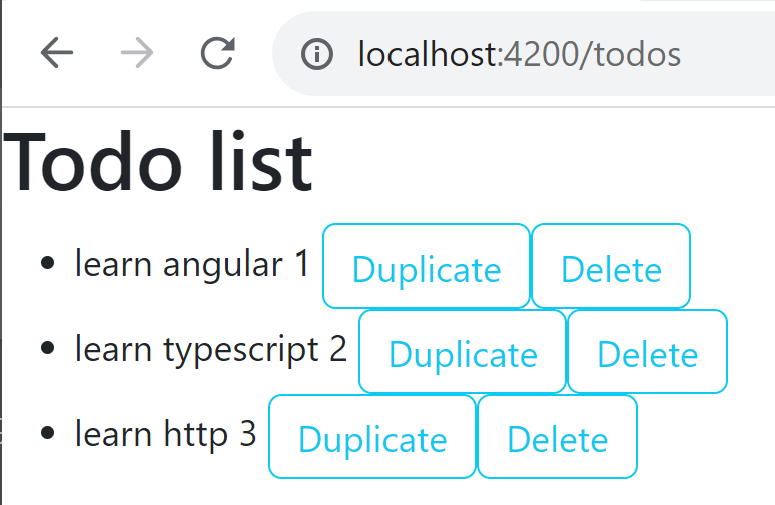 localhost:4200/todos
Todo list
learn angular 1 Duplicate Delete
learn typescript 2 Duplicate Delete
learn http 3 Duplicate Delete